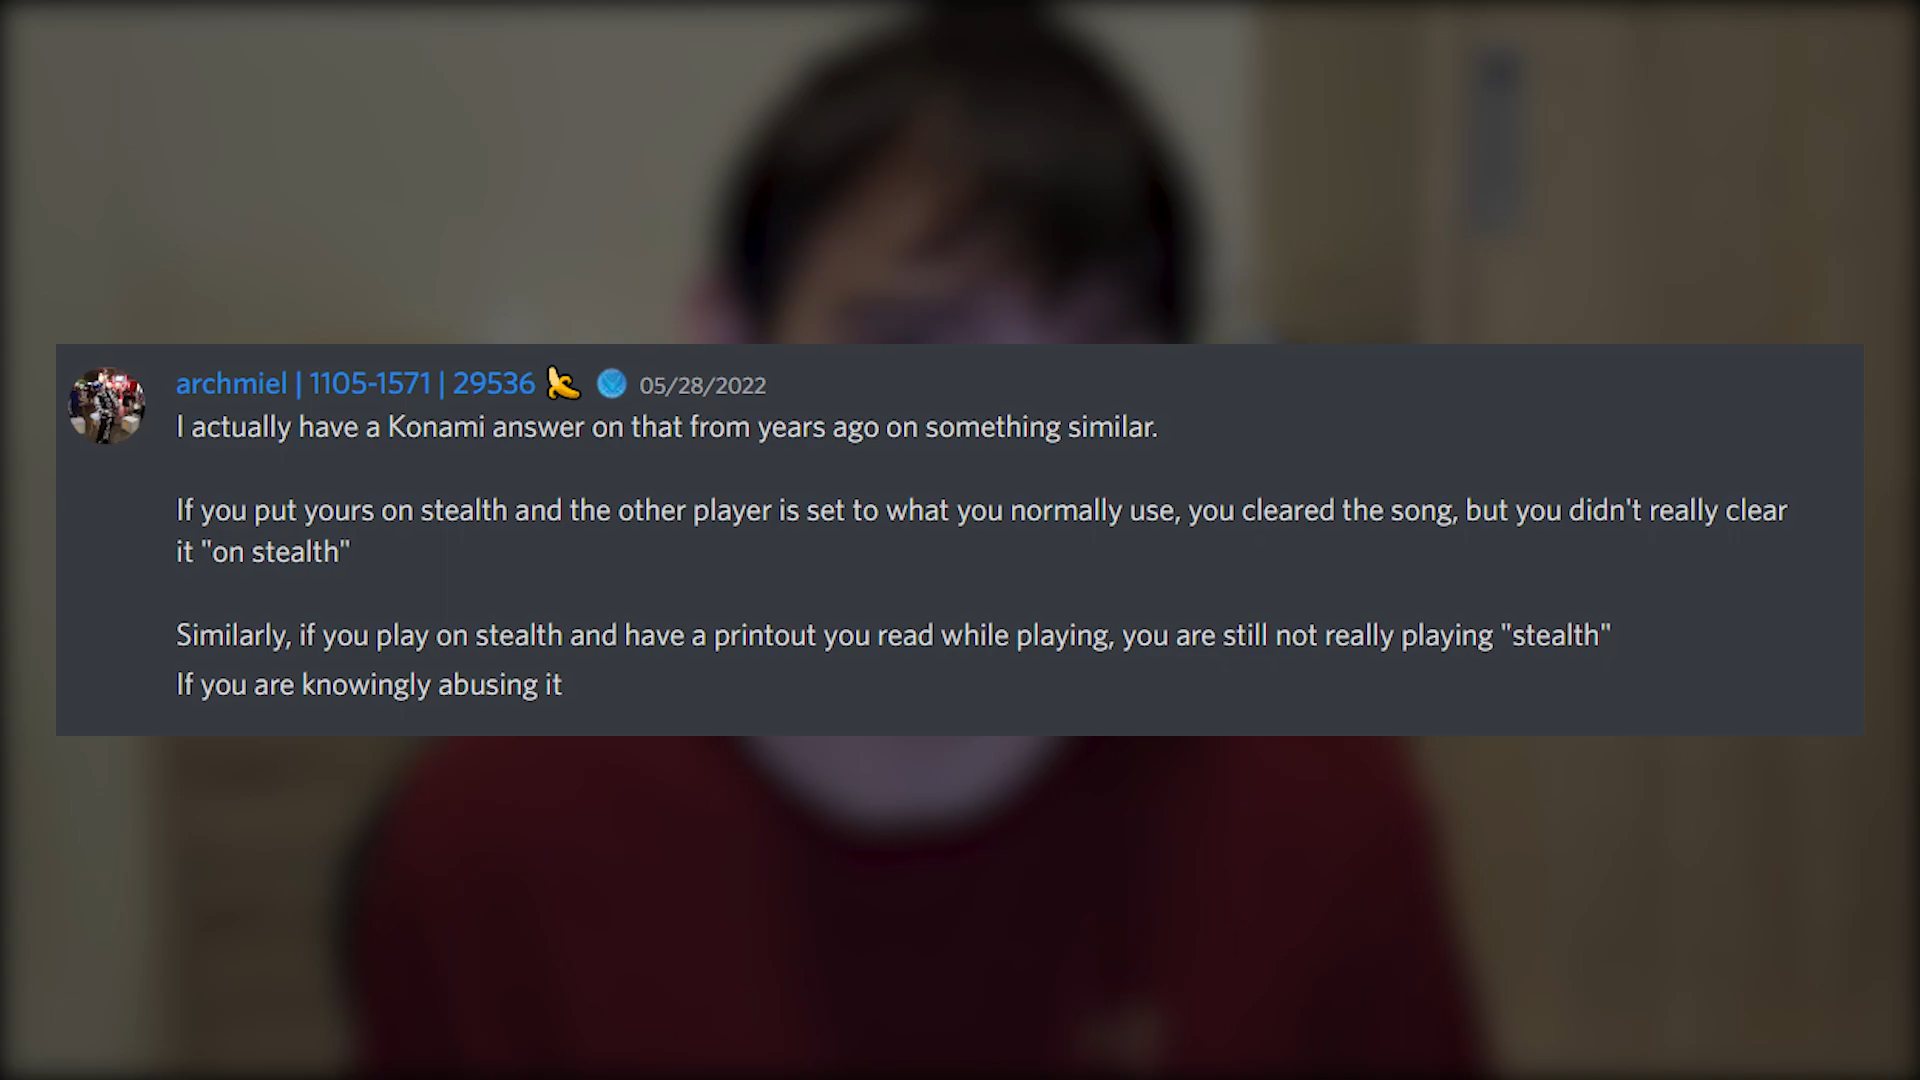 archmiel | 1105-1571 | 29536 🍌 05/28/2022
I actually have a Konami answer on that from years ago on something similar.
If you put yours on stealth and the other player is set to what you normally use, you cleared the song, but you didn't really clear
it "on stealth"
Similarly, if you play on stealth and have a printout you read while playing, you are still not really playing "stealth"
If you are knowingly abusing it